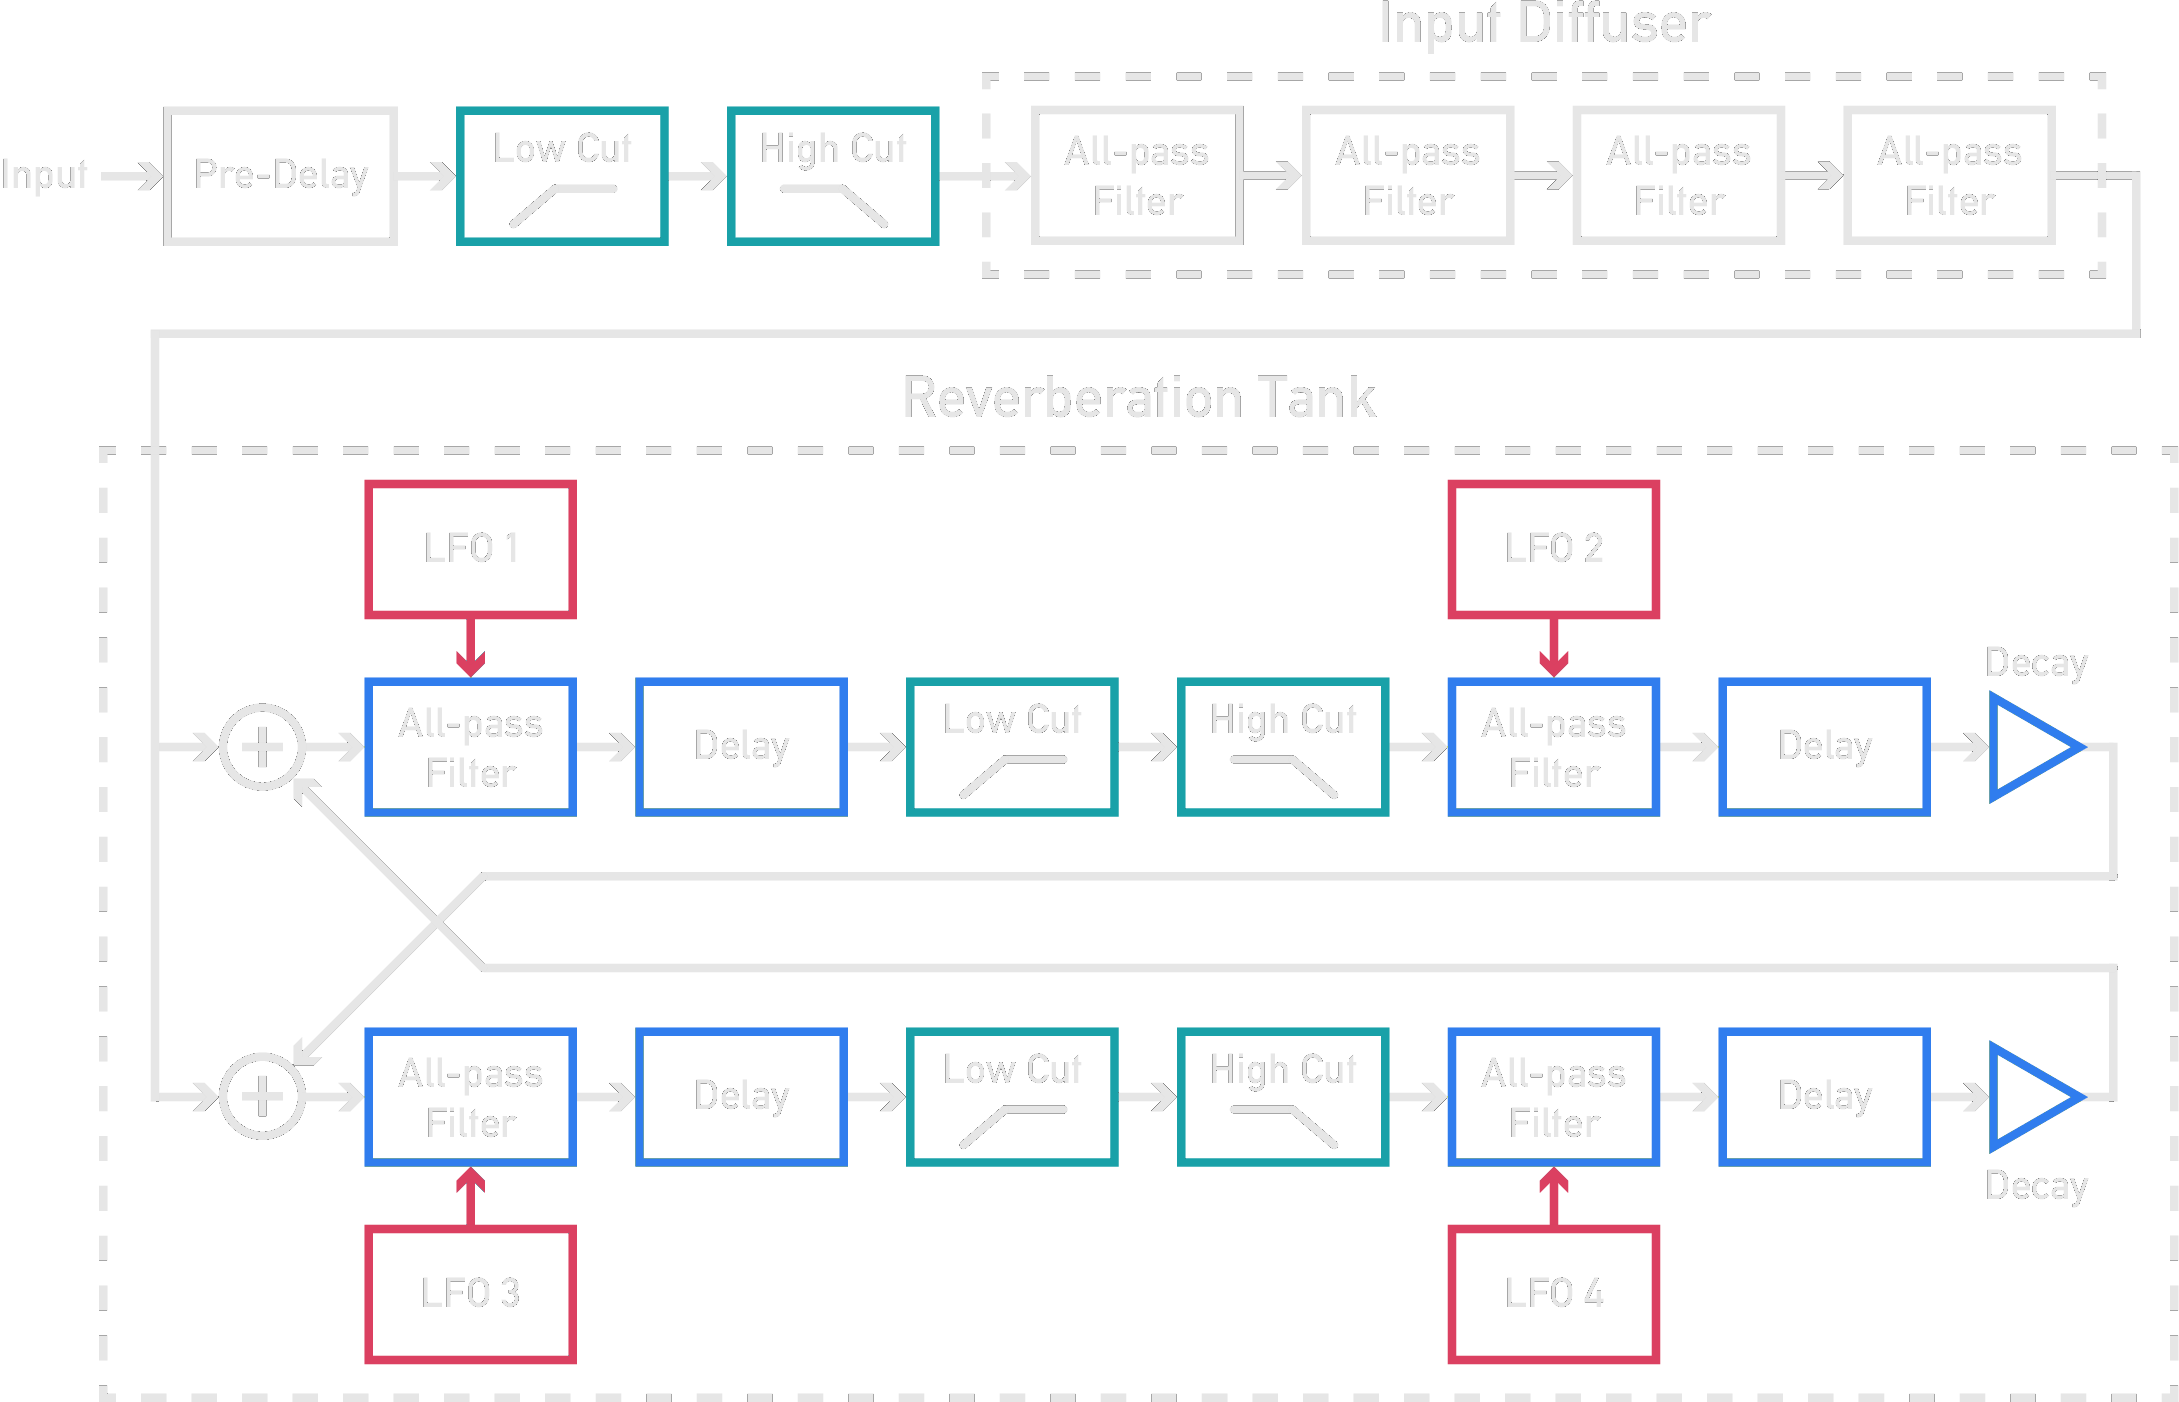 Input Diffuser
Input
Pre-Delay
Low Cut
High Cut
All-pass
Filter
All-pass
Filter
All-pass
Filter
All-pass
Filter
Reverberation Tank
LFO 1
LFO 2
Decay
All-pass
Filter
Delay
Low Cut
High Cut
All-pass
Filter
Delay
All-pass
Filter
Delay
Low Cut
High Cut
All-pass
Filter
Delay
Decay
LFO 3
LFO 4